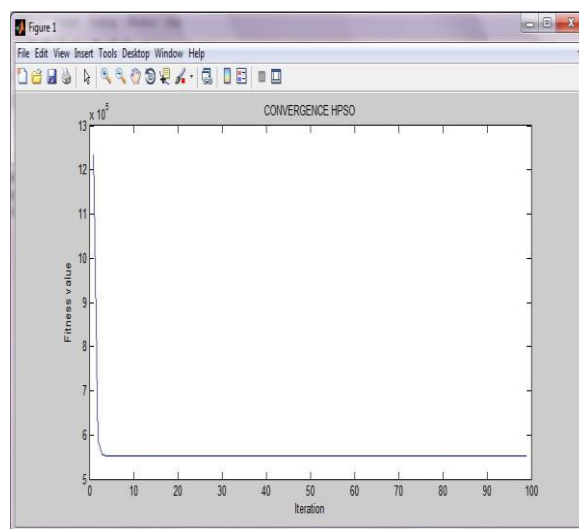 Figure 1
File Edit View Insert Tools Desktop Window Help
CONVERGENCE HPSO
x 10^5
13
12
11
10
9
8
7
6
5
Fitness value
0 10 20 30 40 50 60 70 80 90 100
Iteration